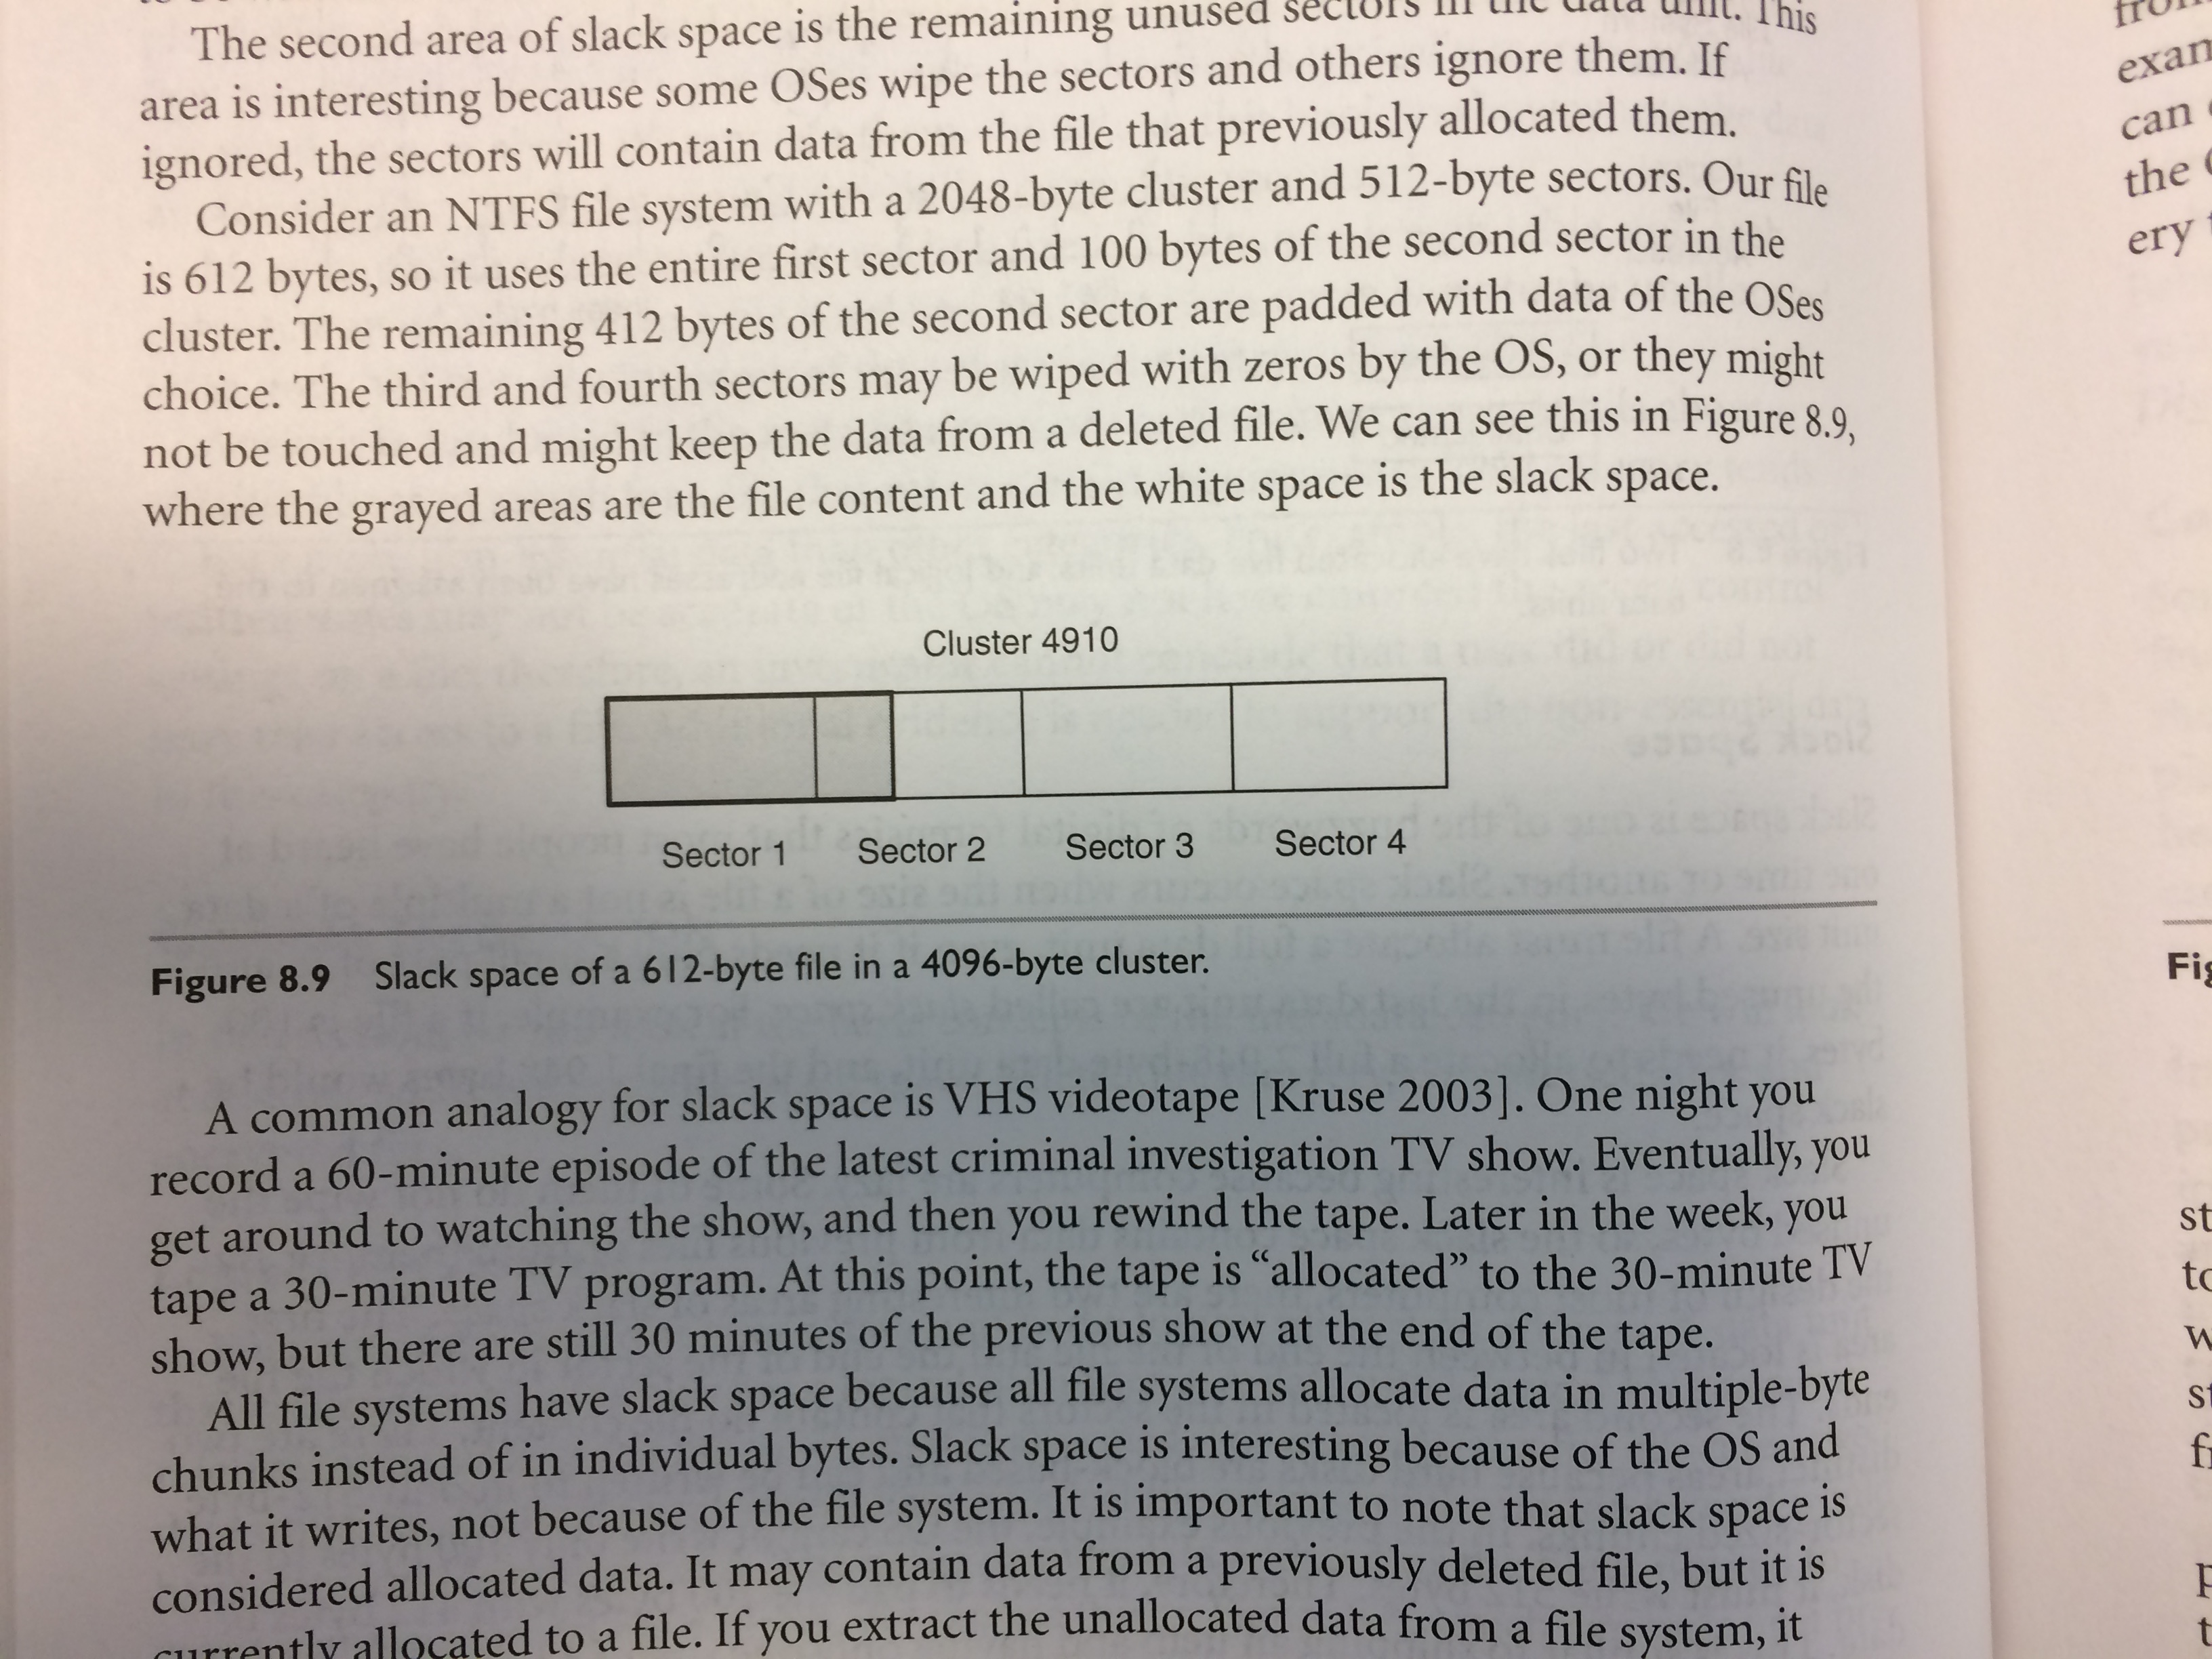 The second area of slack space is the remaining unused sectors in the data unit. This
area is interesting because some OSes wipe the sectors and others ignore them. If
ignored, the sectors will contain data from the file that previously allocated them.
Consider an NTFS file system with a 2048-byte cluster and 512-byte sectors. Our file
is 612 bytes, so it uses the entire first sector and 100 bytes of the second sector in the
cluster. The remaining 412 bytes of the second sector are padded with data of the OSes
choice. The third and fourth sectors may be wiped with zeros by the OS, or they might
not be touched and might keep the data from a deleted file. We can see this in Figure 8.9,
where the grayed areas are the file content and the white space is the slack space.
Cluster 4910
Sector 1 Sector 2 Sector 3 Sector 4
Figure 8.9 Slack space of a 612-byte file in a 4096-byte cluster.
A common analogy for slack space is VHS videotape [Kruse 2003]. One night you
record a 60-minute episode of the latest criminal investigation TV show. Eventually, you
get around to watching the show, and then you rewind the tape. Later in the week, you
tape a 30-minute TV program. At this point, the tape is “allocated” to the 30-minute TV
show, but there are still 30 minutes of the previous show at the end of the tape.
All file systems have slack space because all file systems allocate data in multiple-byte
chunks instead of in individual bytes. Slack space is interesting because of the OS and
what it writes, not because of the file system. It is important to note that slack space is
considered allocated data. It may contain data from a previously deleted file, but it is
currently allocated to a file. If you extract the unallocated data from a file system, it
can
the
ery